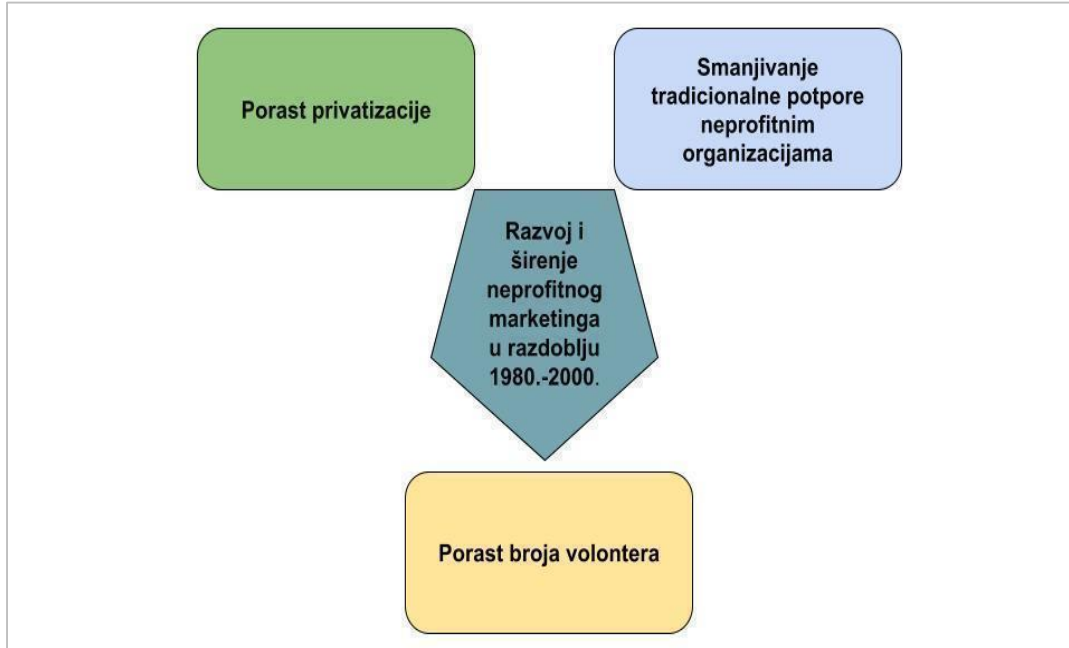 Porast privatizacije
Smanjivanje
tradicionalne potpore
neprofitnim
organizacijama
Razvoj i
širenje
neprofitnog
marketinga
u razdoblju
1980.-2000.
Porast broja volontera